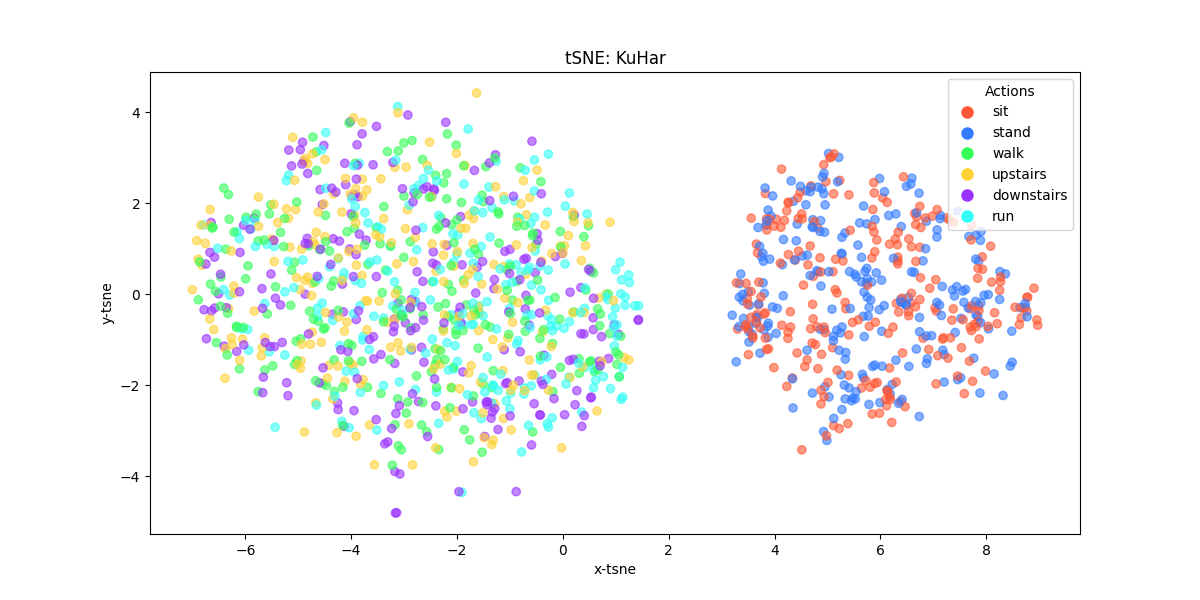 tSNE: KuHar
Actions
sit
stand
walk
upstairs
downstairs
run
4
2
0
−2
−4
y-tsne
−6
−4
−2
0
2
4
6
8
x-tsne